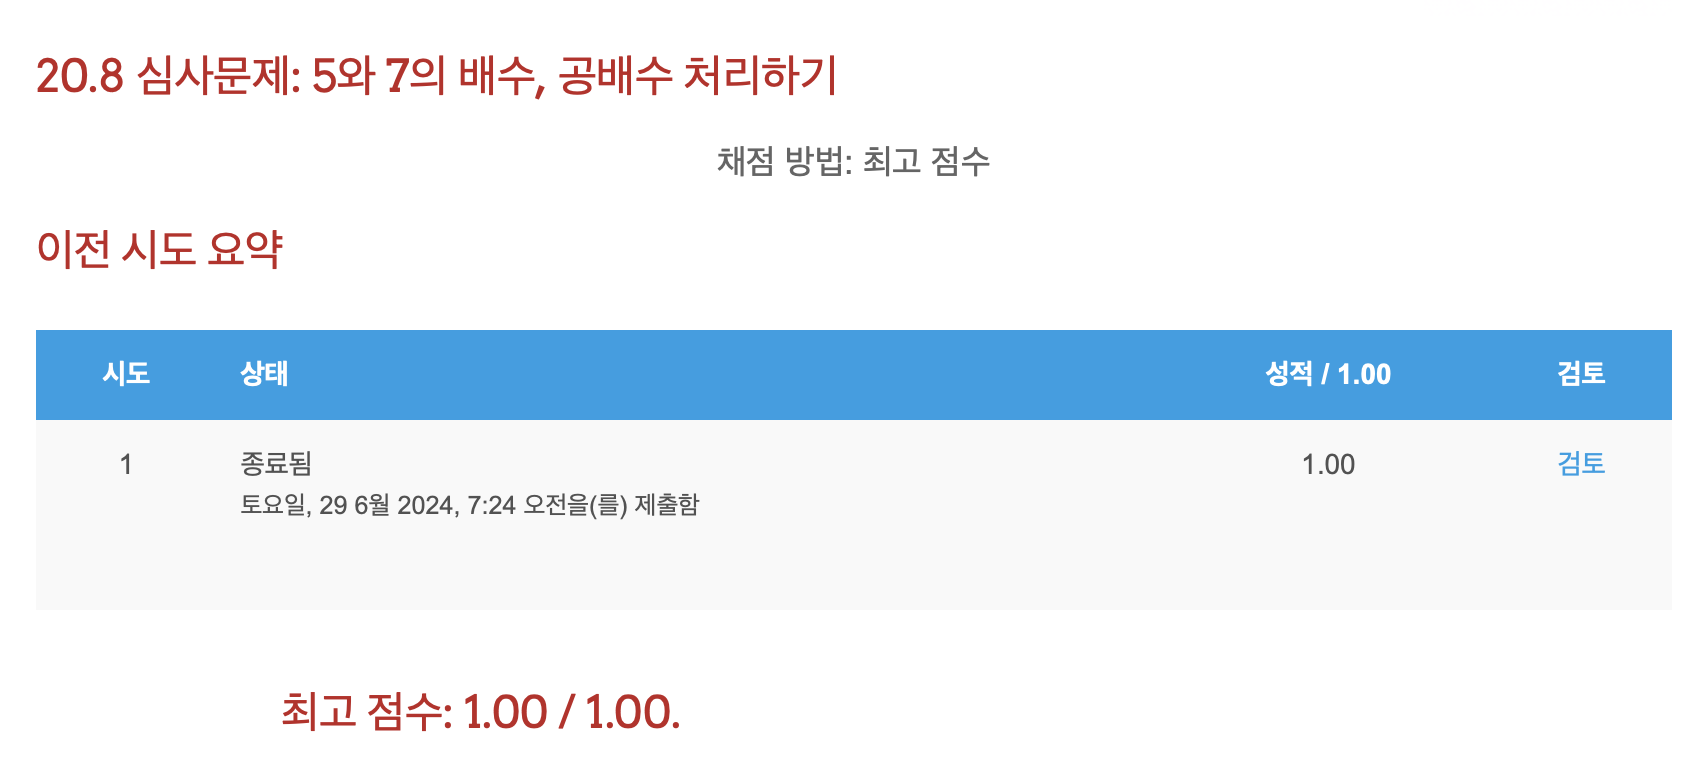 20.8 심사문제: 5와 7의 배수, 공배수 처리하기
채점 방법: 최고 점수
이전 시도 요약
시도 상태 성적 / 1.00 검토
1 종료됨 1.00 검토
토요일, 29 6월 2024, 7:24 오전을(를) 제출함
최고 점수: 1.00 / 1.00.